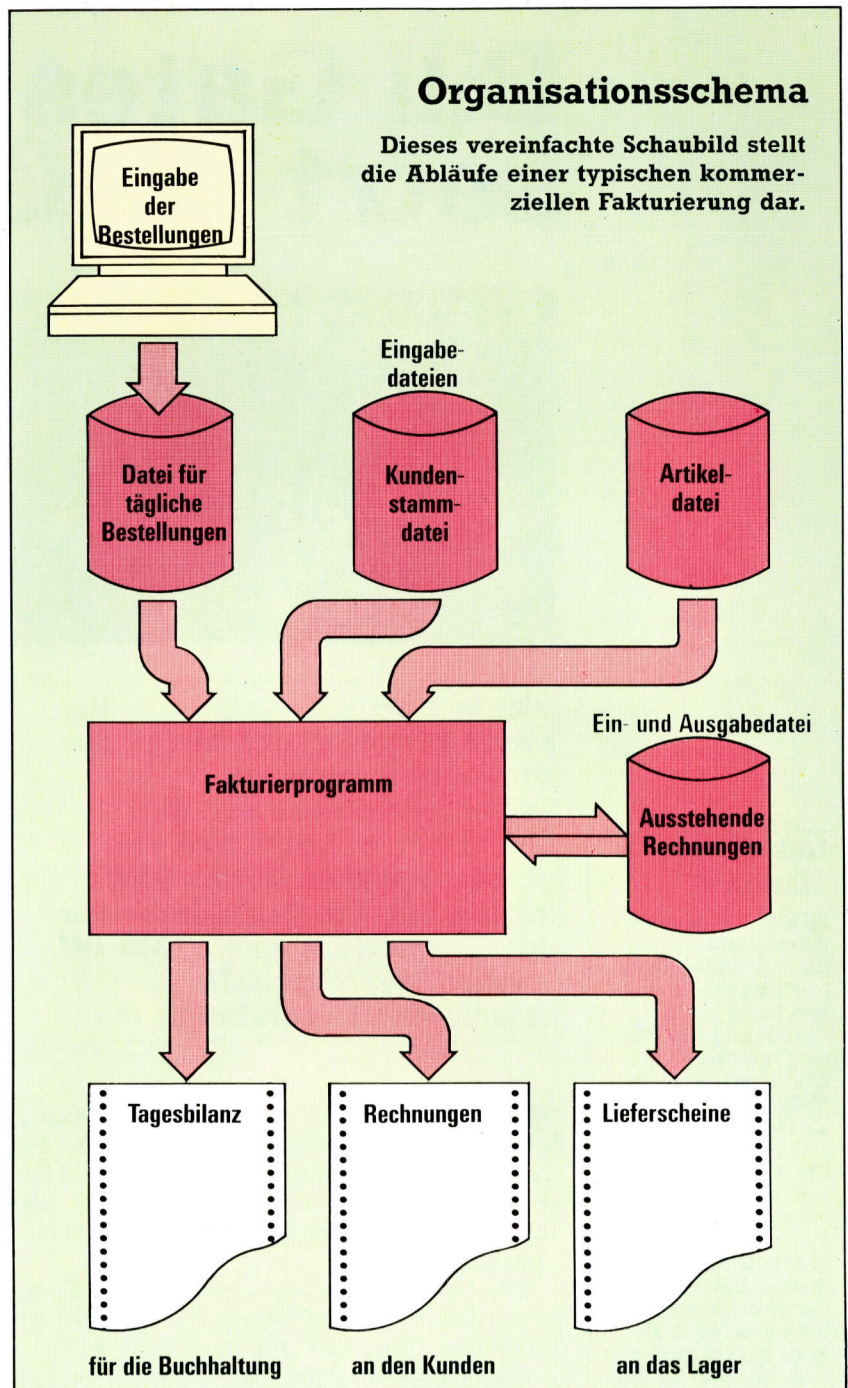 Organisationsschema
Dieses vereinfachte Schaubild stellt
die Abläufe einer typischen kommer-
ziellen Fakturierung dar.
Eingabe
der
Bestellungen
Eingabe-
dateien
Datei für
tägliche
Bestellungen
Kunden-
stamm-
datei
Artikel-
datei
Fakturierprogramm
Ein- und Ausgabedatei
Ausstehende
Rechnungen
Tagesbilanz
Rechnungen
Lieferscheine
für die Buchhaltung
an den Kunden
an das Lager